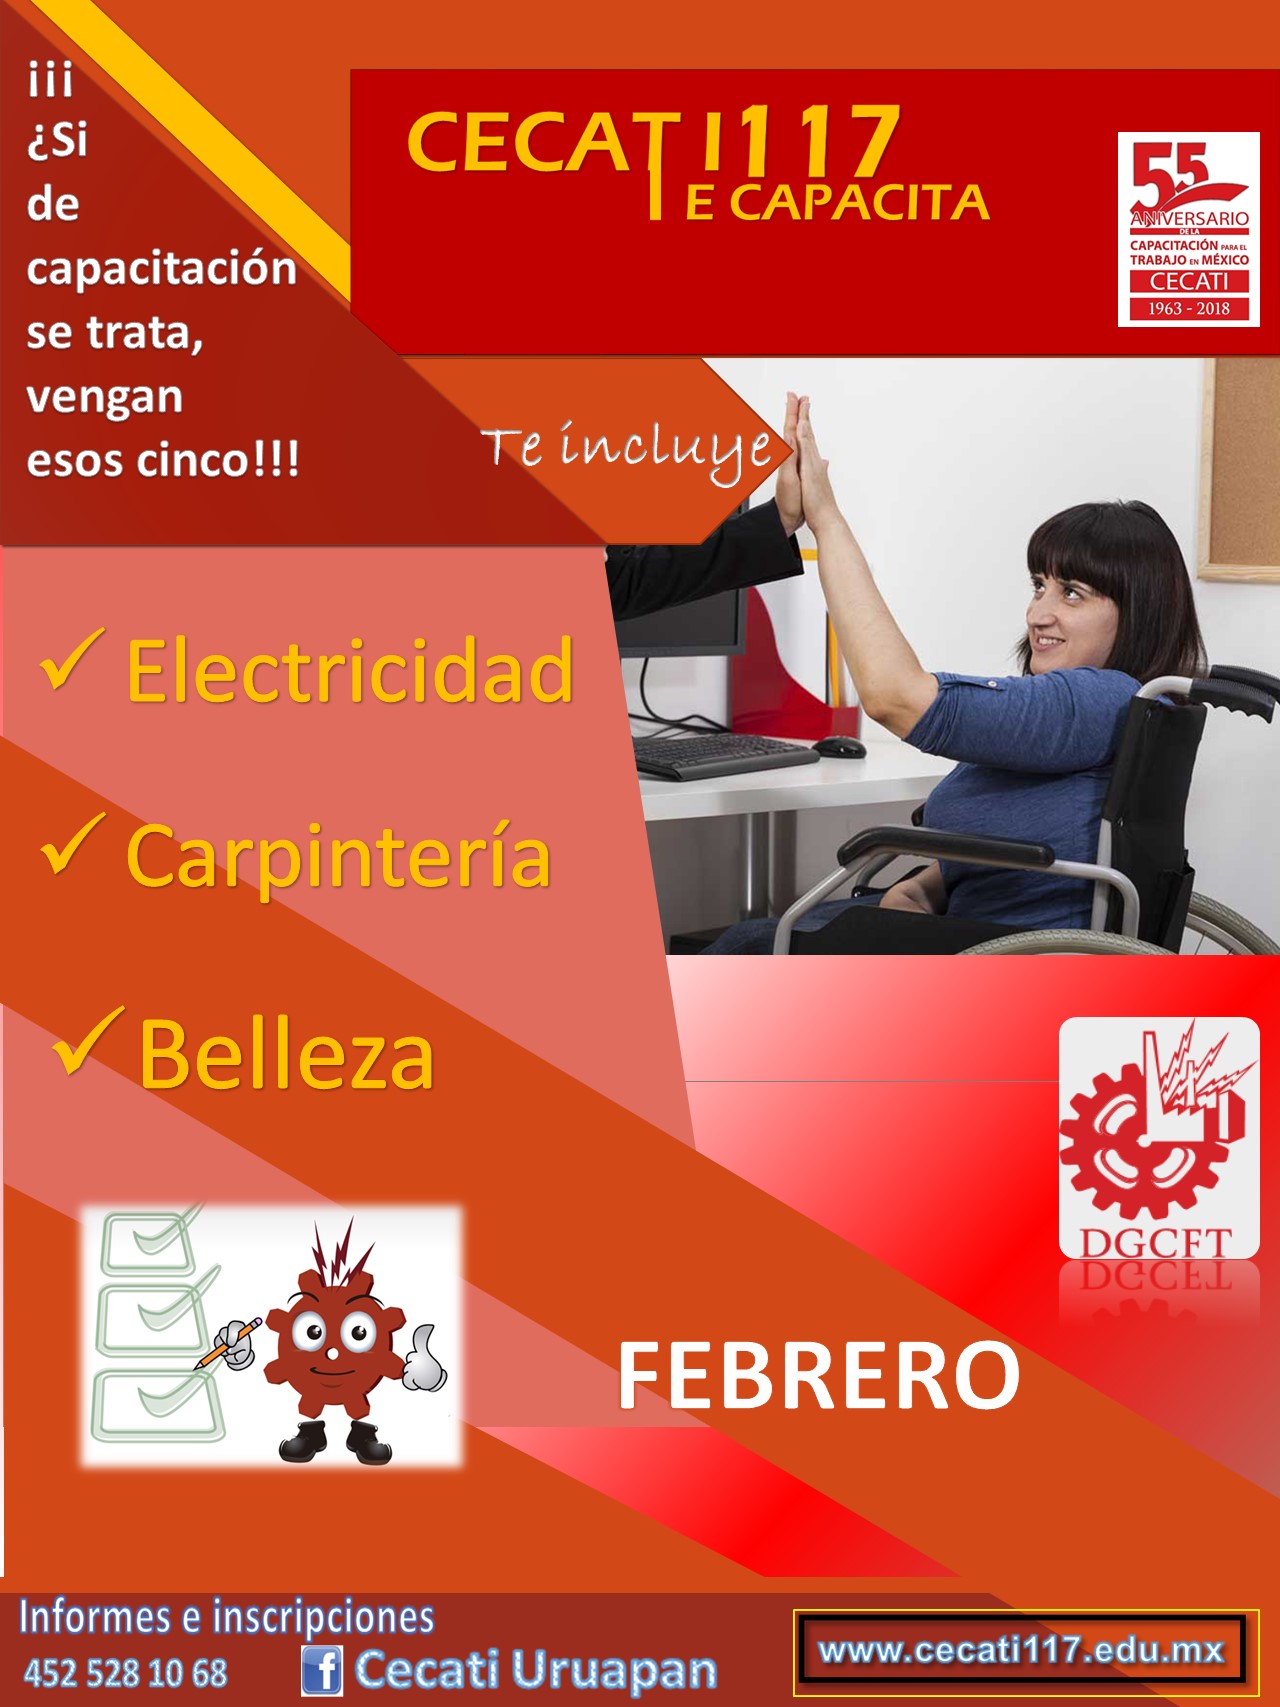 ¡¡¡
¿Si
de
capacitación
se trata,
vengan
esos cinco!!!
CECATI117
TE CAPACITA
55
ANIVERSARIO
DE LA
CAPACITACIÓN PARA EL
TRABAJO EN MÉXICO
CECATI
1963 - 2018
Te incluye
Electricidad
Carpintería
Belleza
DGCFT
FEBRERO
Informes e inscripciones
452 528 10 68
f Cecati Uruapan
www.cecati117.edu.mx